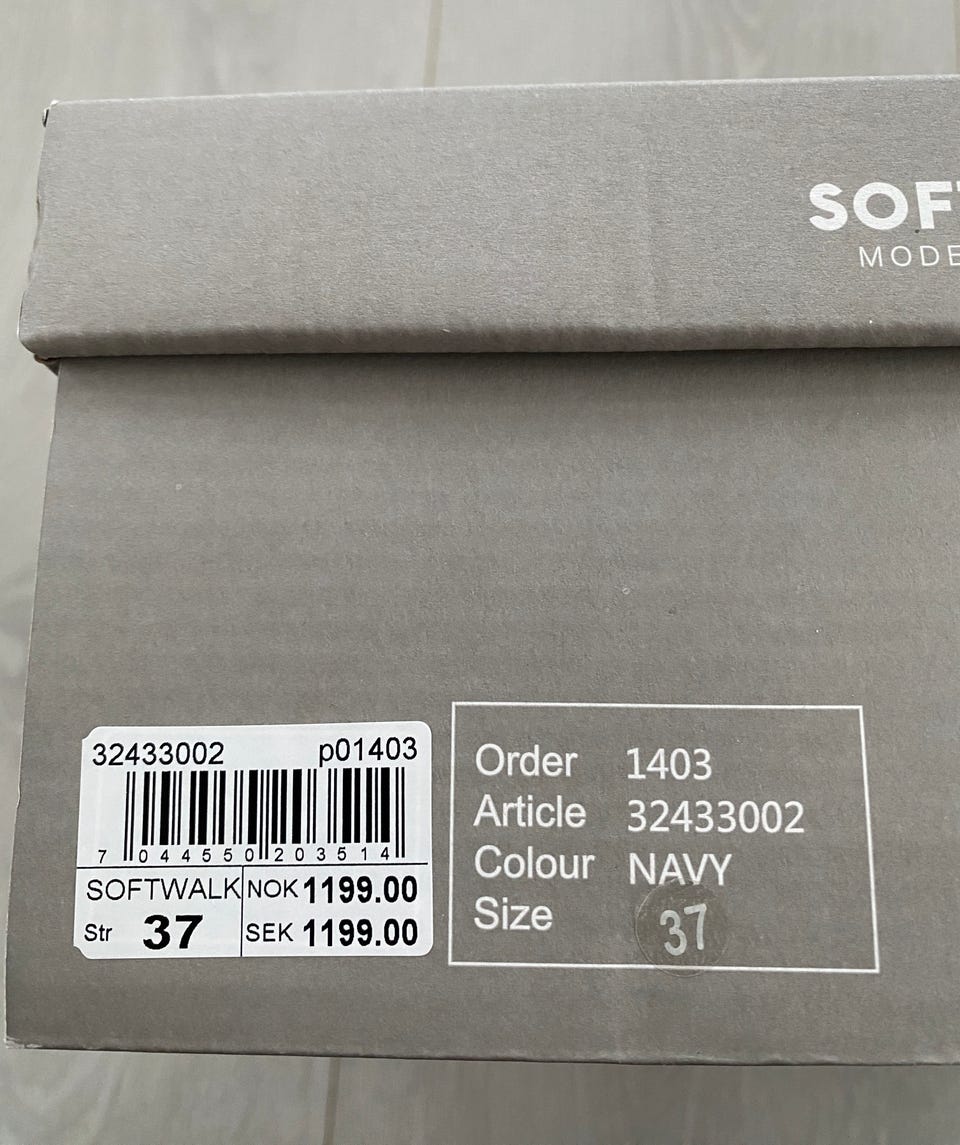 SOFT
MODE
32433002 p01403
7 044550 203514
SOFTWALK NOK 1199.00
Str 37 SEK 1199.00
Order 1403
Article 32433002
Colour NAVY
Size 37